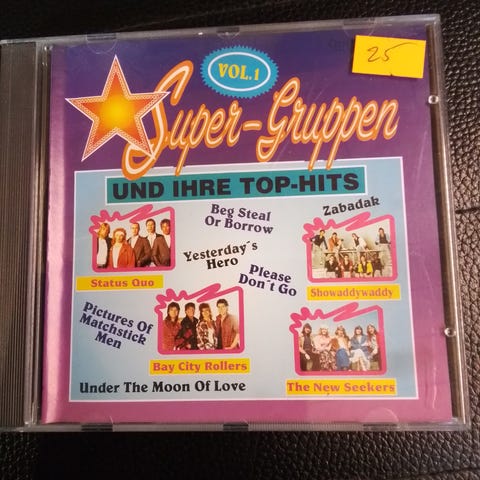 VOL.1
25
Super-Gruppen
UND IHRE TOP-HITS
Beg Steal
Or Borrow
Zabadak
Yesterday´s
Hero
Status Quo
Please
Don´t Go
Showaddywaddy
Pictures Of
Matchstick
Men
Bay City Rollers
The New Seekers
Under The Moon Of Love